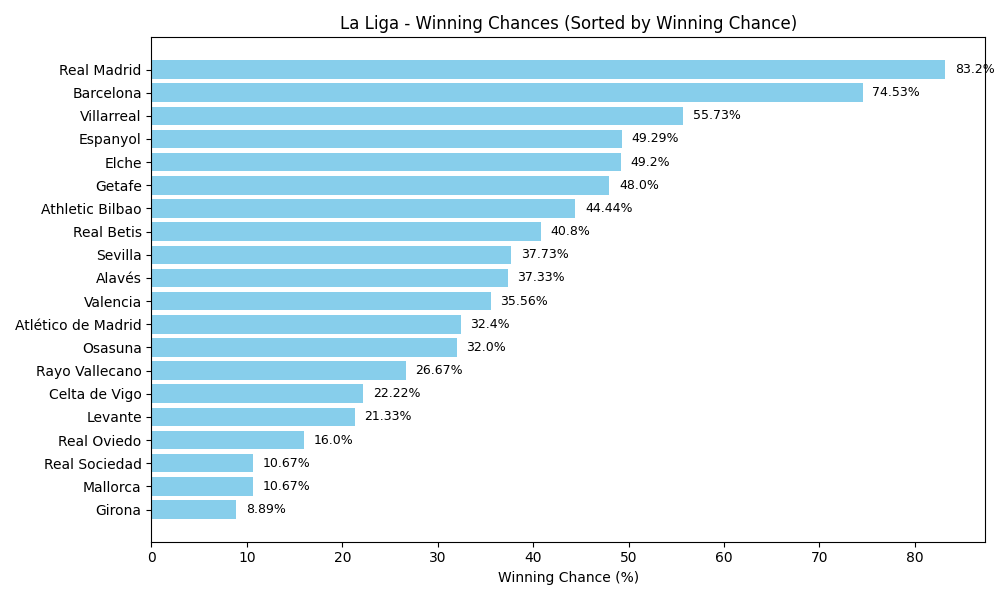 La Liga - Winning Chances (Sorted by Winning Chance)
Real Madrid 83.2%
Barcelona 74.53%
Villarreal 55.73%
Espanyol 49.29%
Elche 49.2%
Getafe 48.0%
Athletic Bilbao 44.44%
Real Betis 40.8%
Sevilla 37.73%
Alavés 37.33%
Valencia 35.56%
Atlético de Madrid 32.4%
Osasuna 32.0%
Rayo Vallecano 26.67%
Celta de Vigo 22.22%
Levante 21.33%
Real Oviedo 16.0%
Real Sociedad 10.67%
Mallorca 10.67%
Girona 8.89%
0 10 20 30 40 50 60 70 80
Winning Chance (%)